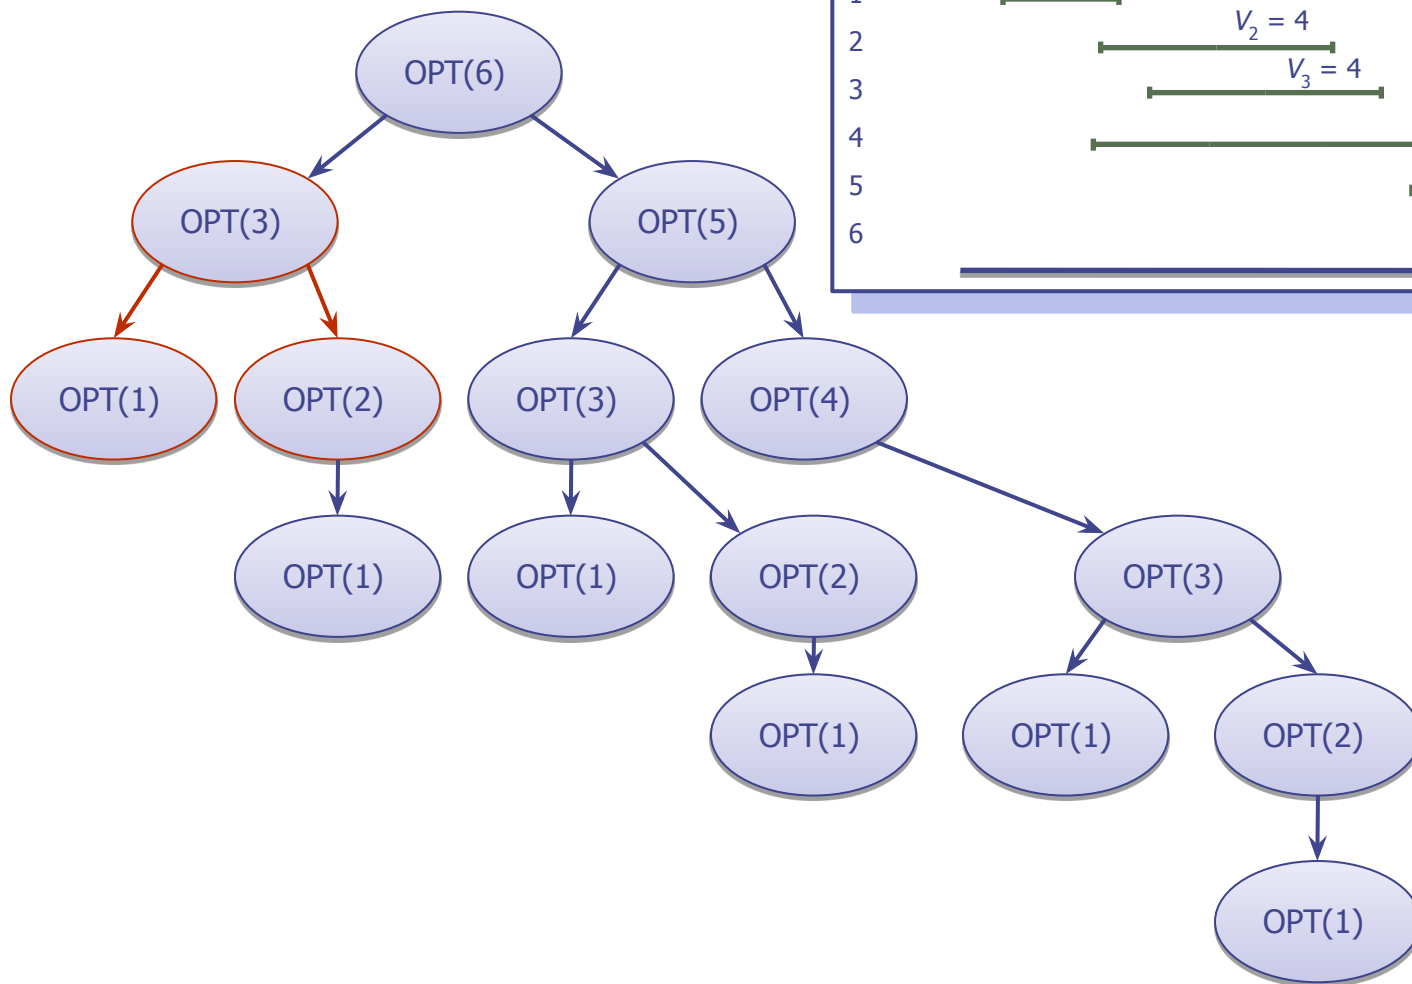 OPT(6)
OPT(3)
OPT(5)
OPT(1)
OPT(2)
OPT(3)
OPT(4)
OPT(1)
OPT(1)
OPT(2)
OPT(3)
OPT(1)
OPT(1)
OPT(2)
OPT(1)
V2 = 4
2
V3 = 4
3
4
5
6